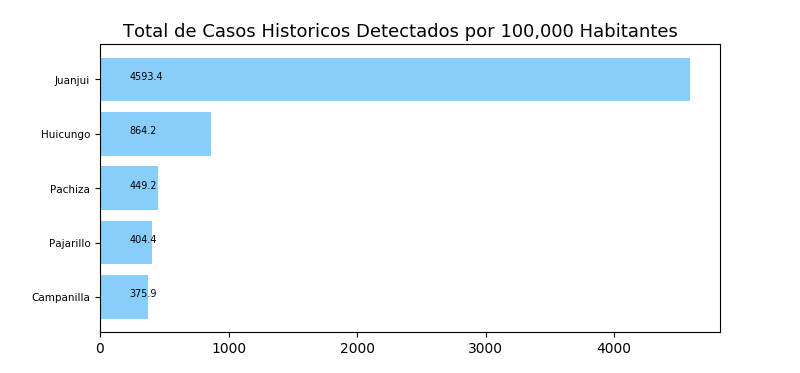 Total de Casos Historicos Detectados por 100,000 Habitantes
Juanjui 4593.4
Huicungo 864.2
Pachiza 449.2
Pajarillo 404.4
Campanilla 375.9
0 1000 2000 3000 4000